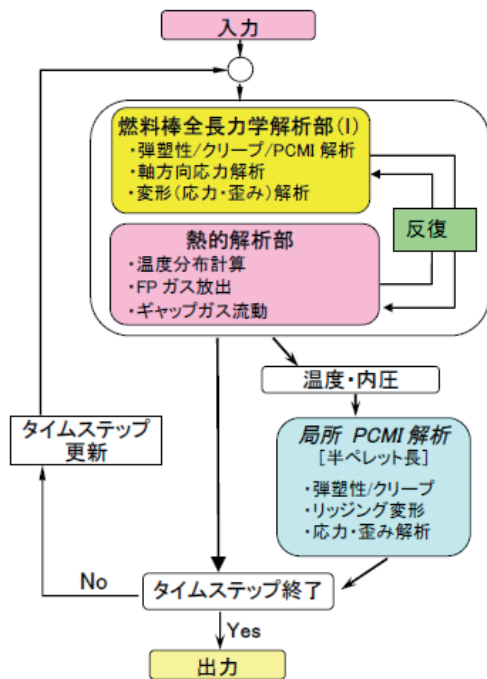 入力
燃料棒全長力学解析部(I)
・弾塑性/クリープ/PCMI 解析
・軸方向応力解析
・変形(応力・歪み)解析
反復
熱的解析部
・温度分布計算
・FP ガス放出
・ギャップガス流動
温度・内圧
タイムステップ
更新
局所 PCMI 解析
[半ペレット長]
・弾塑性/クリープ
・リッジング変形
・応力・歪み解析
No
タイムステップ終了
Yes
出力